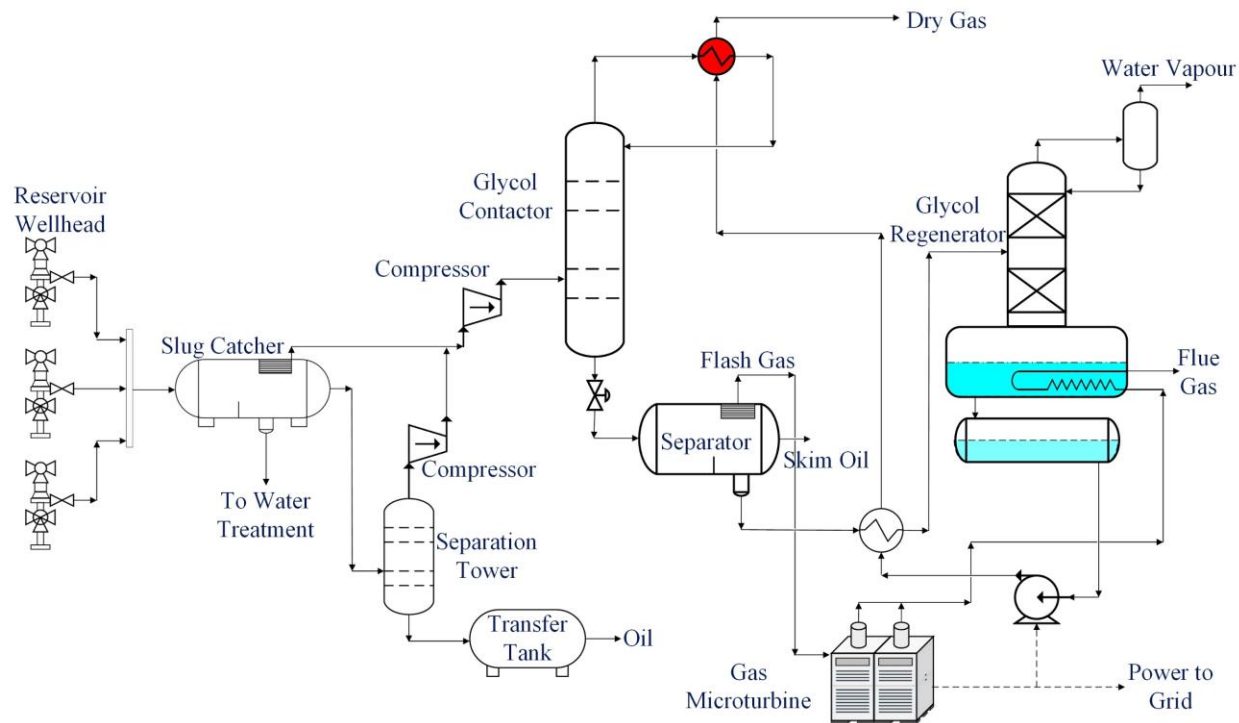 Dry Gas
Water Vapour
Reservoir
Wellhead
Glycol
Contactor
Glycol
Regenerator
Compressor
Slug Catcher
Flash Gas
Flue
Gas
Separator
Skim Oil
Compressor
To Water
Treatment
Separation
Tower
Transfer
Tank
Oil
Gas
Microturbine
Power to
Grid